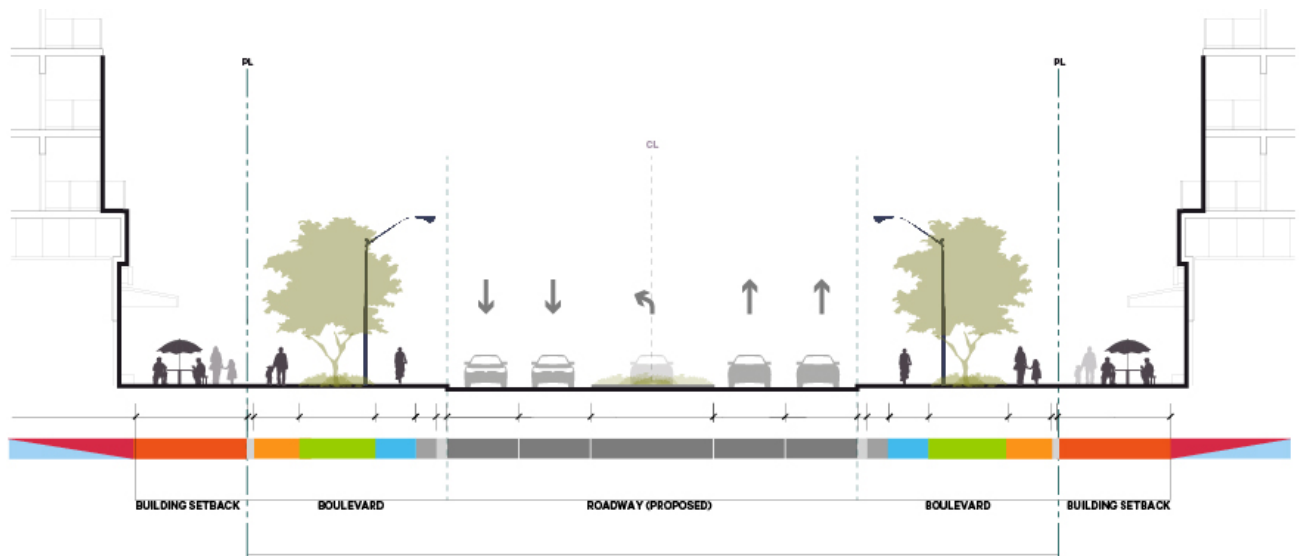 PL
PL
CL
BUILDING SETBACK
BOULEVARD
ROADWAY (PROPOSED)
BOULEVARD
BUILDING SETBACK